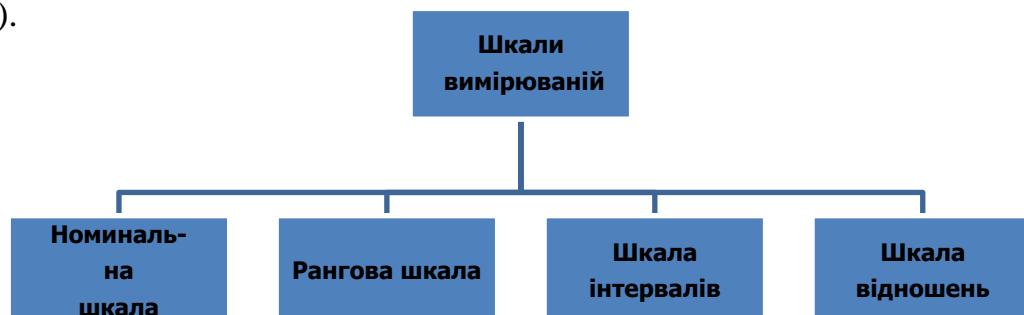 ).
Шкали
вимірюваній
Номиналь-
на
шкала
Рангова шкала
Шкала
інтервалів
Шкала
відношень